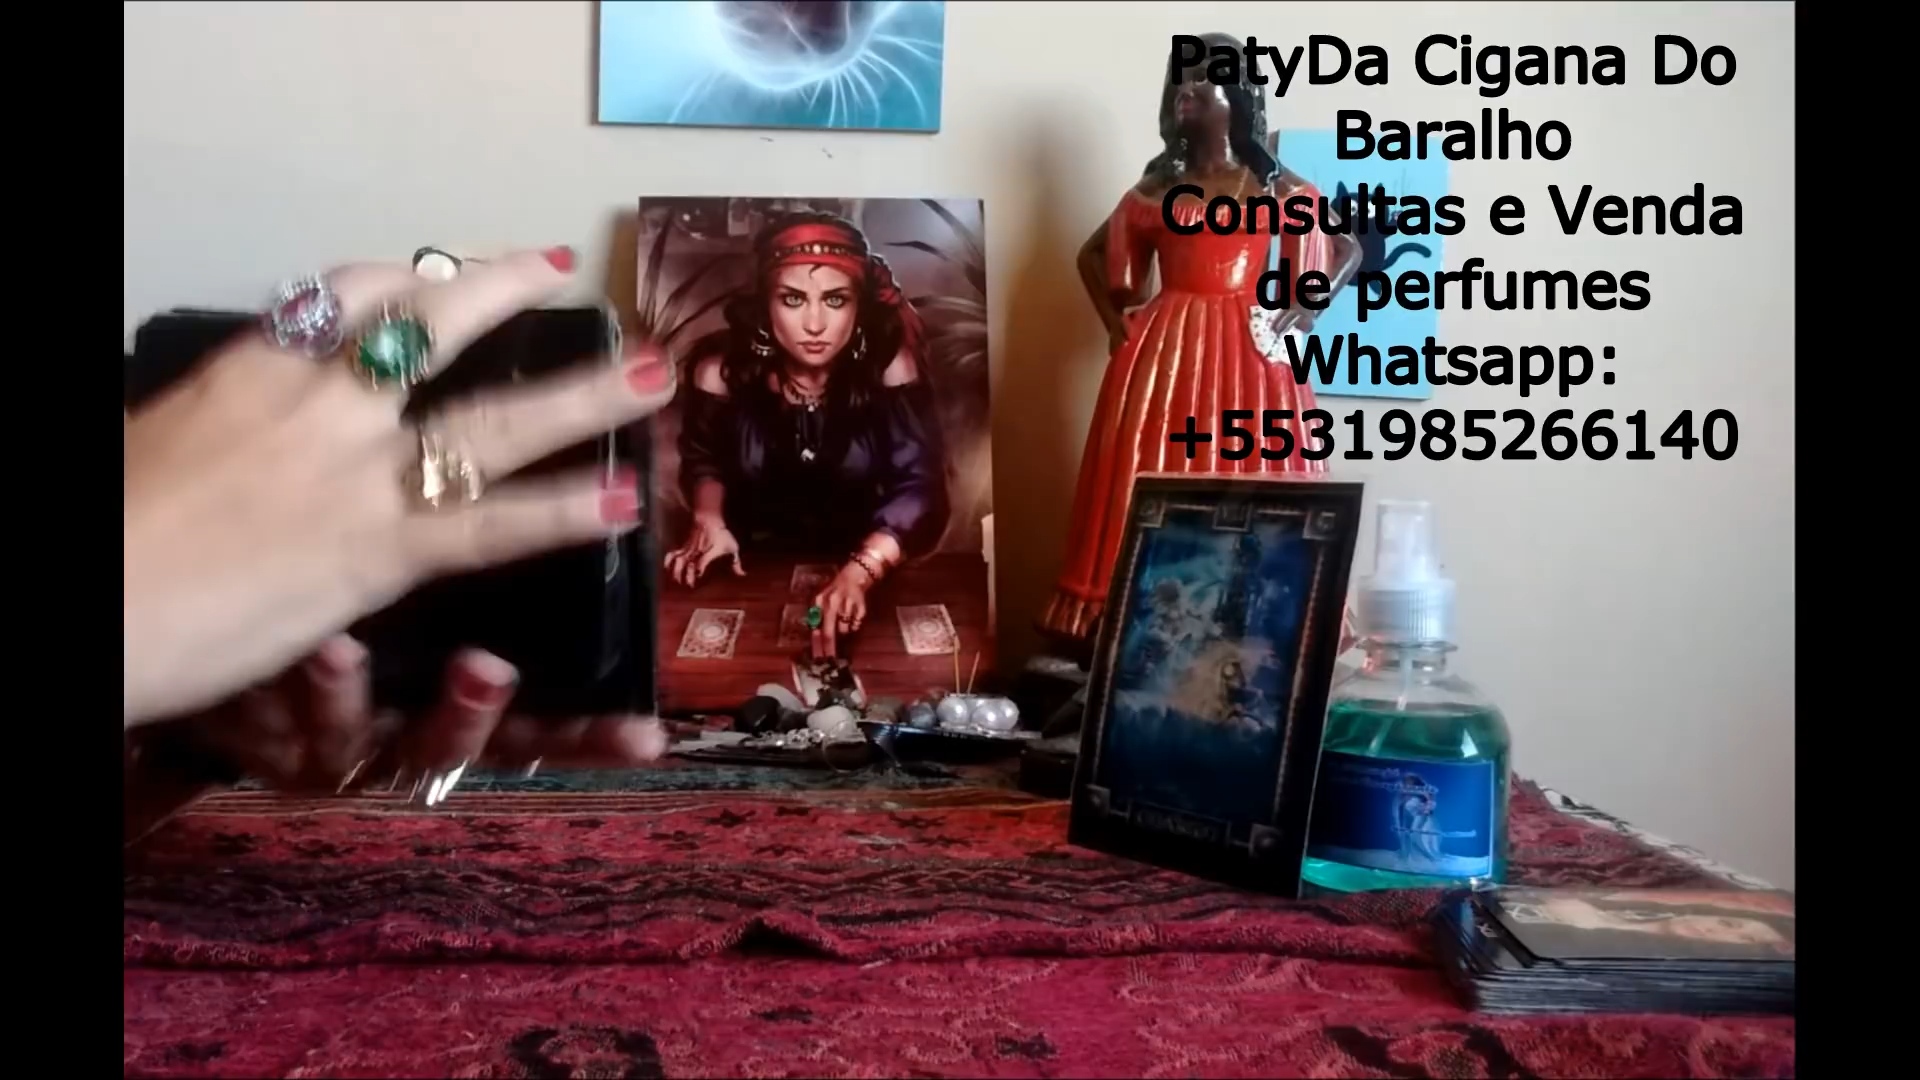 PatyDa Cigana Do
Baralho
Consultas e Venda
de perfumes
Whatsapp:
+5531985266140